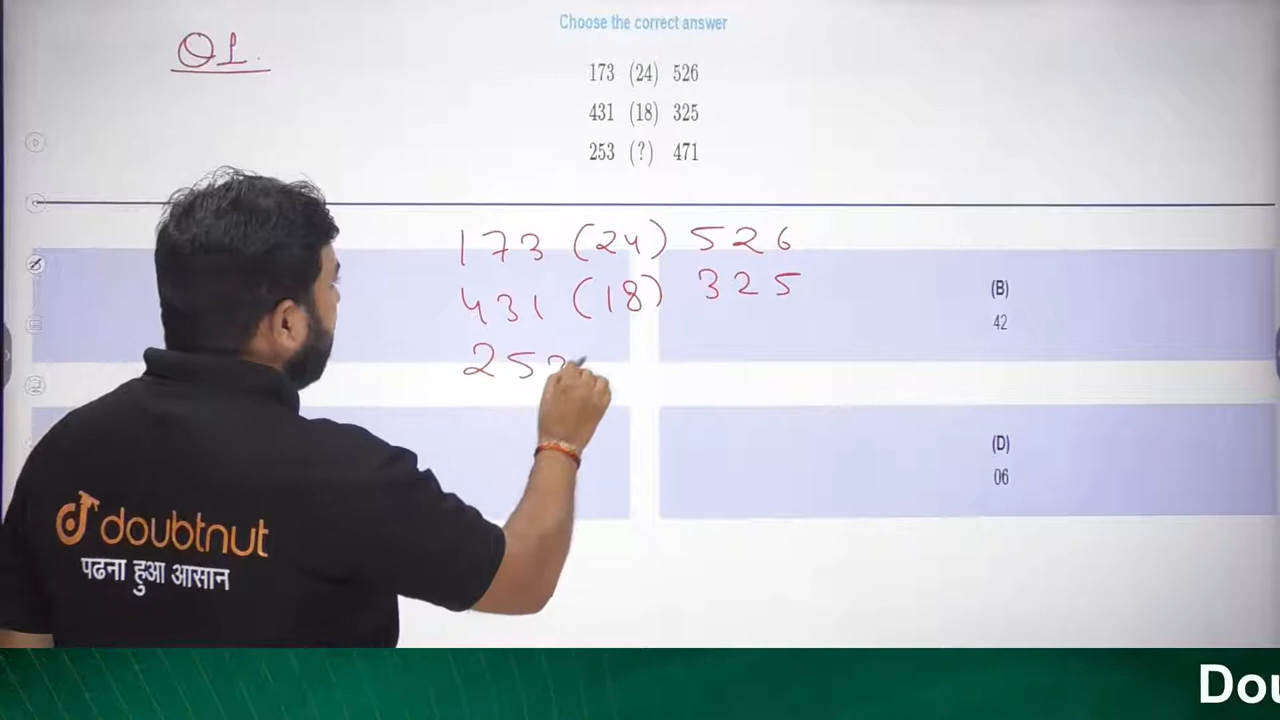 Choose the correct answer
Q1.
173 (24) 526
431 (18) 325
253 (?) 471
173 (24) 526
431 (18) 325
25
(B)
42
(D)
06
doubtnut
पढना हुआ आसान
Dou